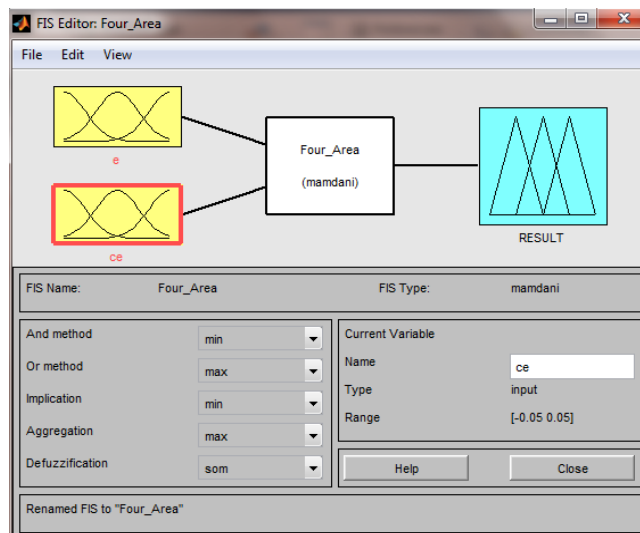 FIS Editor: Four_Area
File Edit View
e
Four_Area
(mamdani)
ce
RESULT
FIS Name: Four_Area FIS Type: mamdani
And method min
Or method max
Implication min
Aggregation max
Defuzzification som
Current Variable
Name ce
Type input
Range [-0.05 0.05]
Help Close
Renamed FIS to "Four_Area"